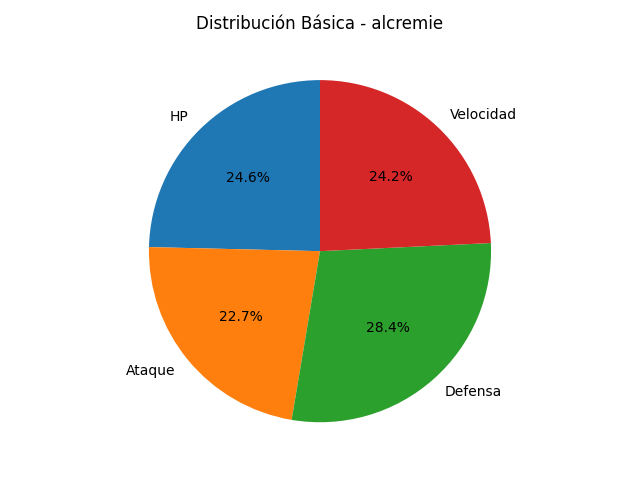 Distribución Básica - alcremie
HP
Velocidad
24.6%
24.2%
22.7%
28.4%
Ataque
Defensa